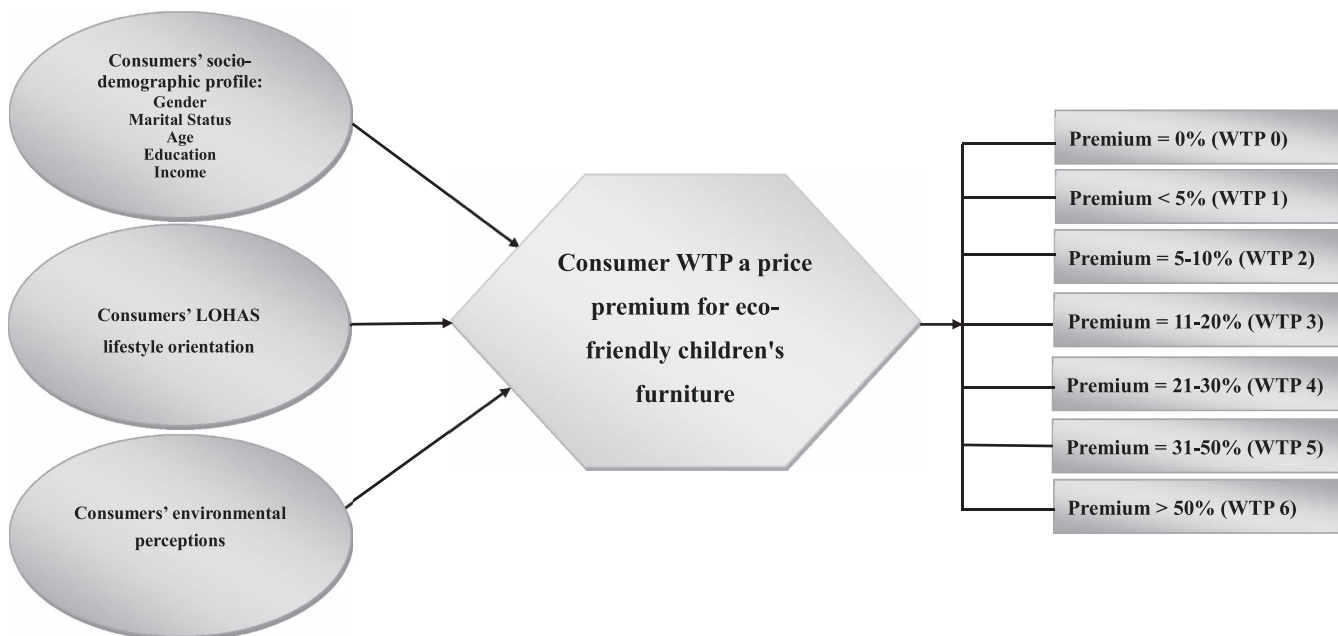 Consumers’ socio-
demographic profile:
Gender
Marital Status
Age
Education
Income
Consumers’ LOHAS
lifestyle orientation
Consumers’ environmental
perceptions
Consumer WTP a price
premium for eco-
friendly children's
furniture
Premium = 0% (WTP 0)
Premium < 5% (WTP 1)
Premium = 5-10% (WTP 2)
Premium = 11-20% (WTP 3)
Premium = 21-30% (WTP 4)
Premium = 31-50% (WTP 5)
Premium > 50% (WTP 6)